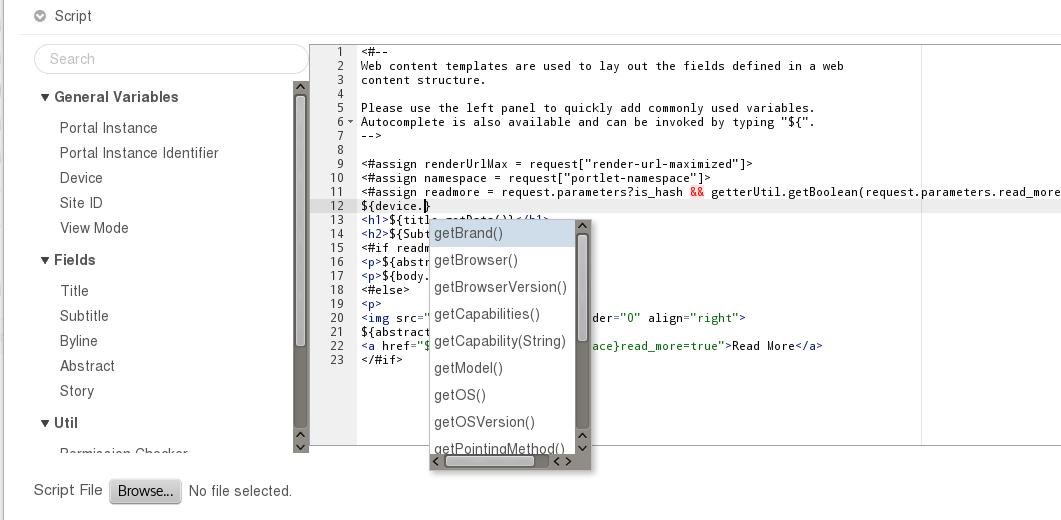 Script
Search
General Variables
Portal Instance
Portal Instance Identifier
Device
Site ID
View Mode
Fields
Title
Subtitle
Byline
Abstract
Story
Util
Permission Checker
1 <#--
2 Web content templates are used to lay out the fields defined in a web
3 content structure.
4
5 Please use the left panel to quickly add commonly used variables.
6 Autocomplete is also available and can be invoked by typing "${".
7 -->
8
9 <#assign renderUrlMax = request["render-url-maximized"]>
10 <#assign namespace = request["portlet-namespace"]>
11 <#assign readmore = request.parameters?is_hash && getterUtil.getBoolean(request.parameters.read_more
12 ${device.}
13 <h1>${title.getData()}</h1>
14 <h2>${Subt
15 <#if readm
16 <p>${abstr
17 <p>${body.
18 <#else>
19 <p>
20 <img src=" der="0" align="right">
21 ${abstract
22 <a href="$ ace}read_more=true">Read More</a>
23 </#if>
getBrand()
getBrowser()
getBrowserVersion()
getCapabilities()
getCapability(String)
getModel()
getOS()
getOSVersion()
getPointingMethod()
Script File Browse... No file selected.